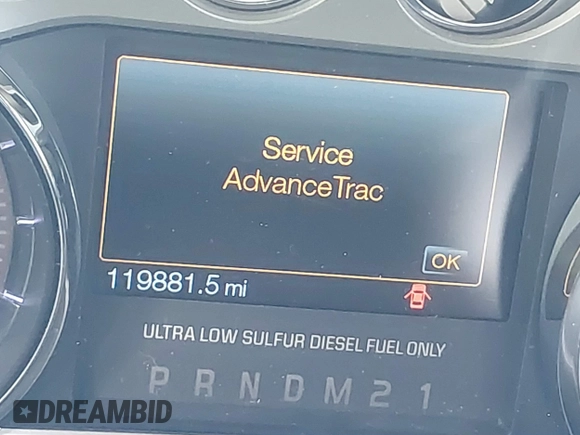 Service
AdvanceTrac
OK
119881.5 mi
ULTRA LOW SULFUR DIESEL FUEL ONLY
P R N D M 2 1
DREAMBID